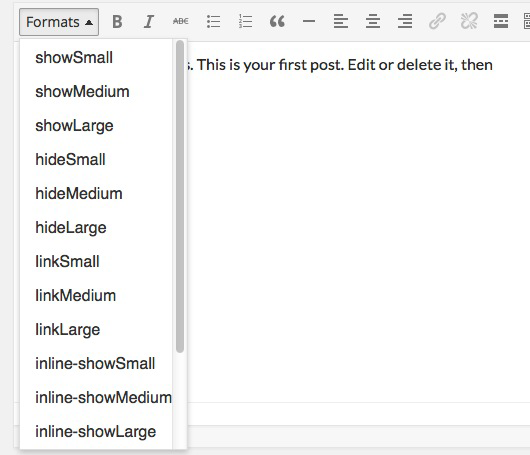 Formats B I ABC
s. This is your first post. Edit or delete it, then
showSmall
showMedium
showLarge
hideSmall
hideMedium
hideLarge
linkSmall
linkMedium
linkLarge
inline-showSmall
inline-showMedium
inline-showLarge